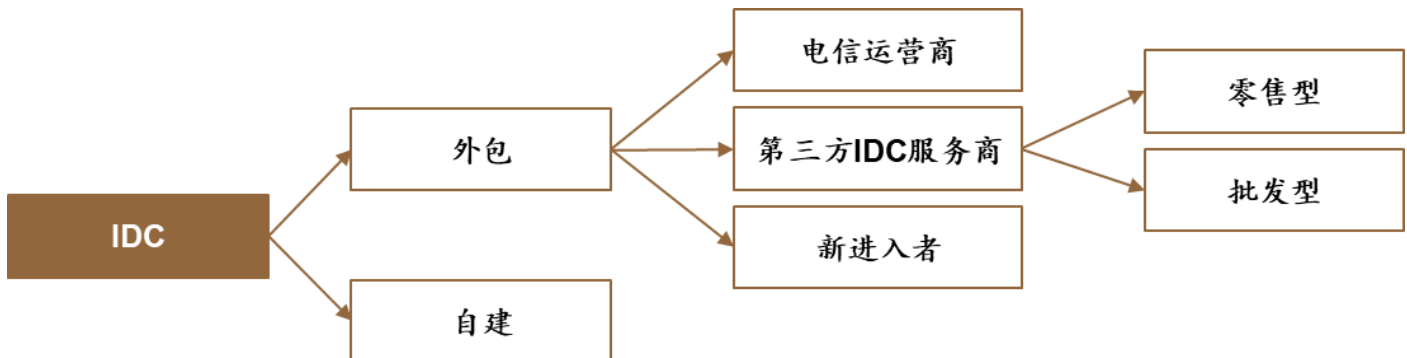 IDC
外包
自建
电信运营商
第三方IDC服务商
新进入者
零售型
批发型